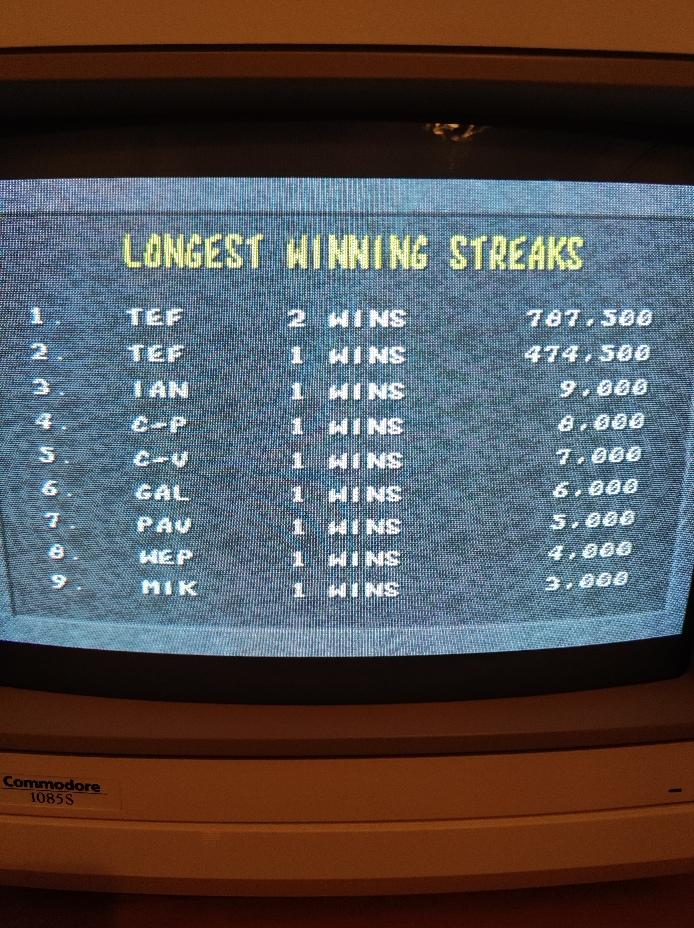 LONGEST WINNING STREAKS
1. TEF 2 WINS 787,500
2. TEF 1 WINS 474,500
3. IAN 1 WINS 9,000
4. C-P 1 WINS 8,000
5. C-V 1 WINS 7,000
6. GAL 1 WINS 6,000
7. PAV 1 WINS 5,000
8. WEP 1 WINS 4,000
9. MIK 1 WINS 3,000
Commodore
1085S